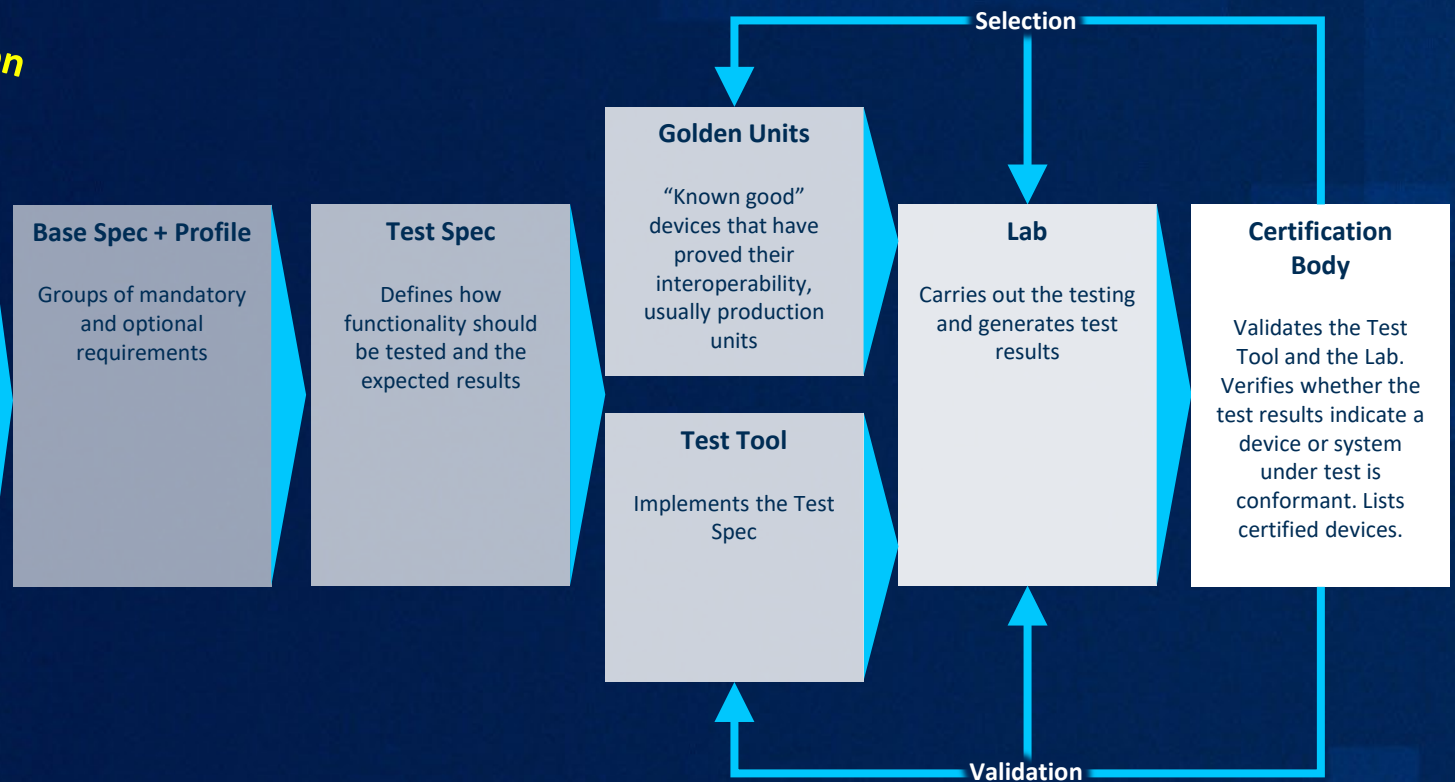 Selection
Base Spec + Profile
Groups of mandatory
and optional
requirements
Test Spec
Defines how
functionality should
be tested and the
expected results
Golden Units
“Known good”
devices that have
proved their
interoperability,
usually production
units
Test Tool
Implements the Test
Spec
Lab
Carries out the testing
and generates test
results
Certification
Body
Validates the Test
Tool and the Lab.
Verifies whether the
test results indicate a
device or system
under test is
conformant. Lists
certified devices.
Validation